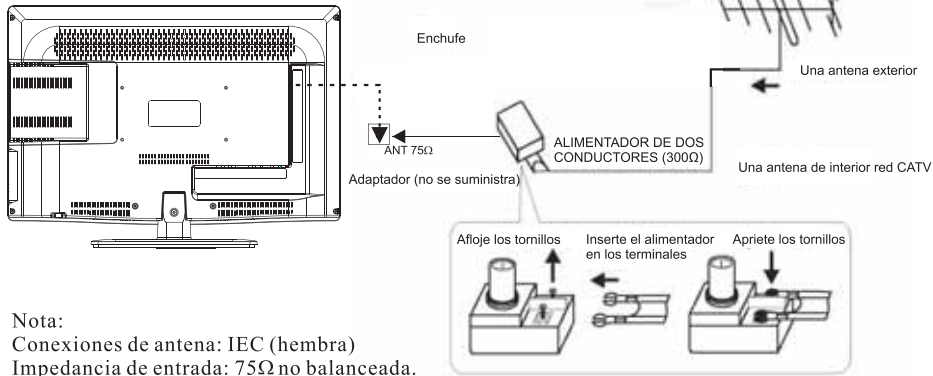 Enchufe
Una antena exterior
ANT 75Ω
ALIMENTADOR DE DOS
CONDUCTORES (300Ω)
Una antena de interior red CATV
Adaptador (no se suministra)
Afloje los tornillos
Inserte el alimentador
en los terminales
Apriete los tornillos
Nota:
Conexiones de antena: IEC (hembra)
Impedancia de entrada: 75Ω no balanceada.